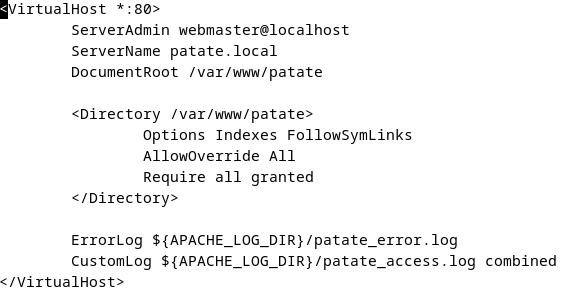 <VirtualHost *:80>
        ServerAdmin webmaster@localhost
        ServerName patate.local
        DocumentRoot /var/www/patate

        <Directory /var/www/patate>
                Options Indexes FollowSymLinks
                AllowOverride All
                Require all granted
        </Directory>

        ErrorLog ${APACHE_LOG_DIR}/patate_error.log
        CustomLog ${APACHE_LOG_DIR}/patate_access.log combined
</VirtualHost>